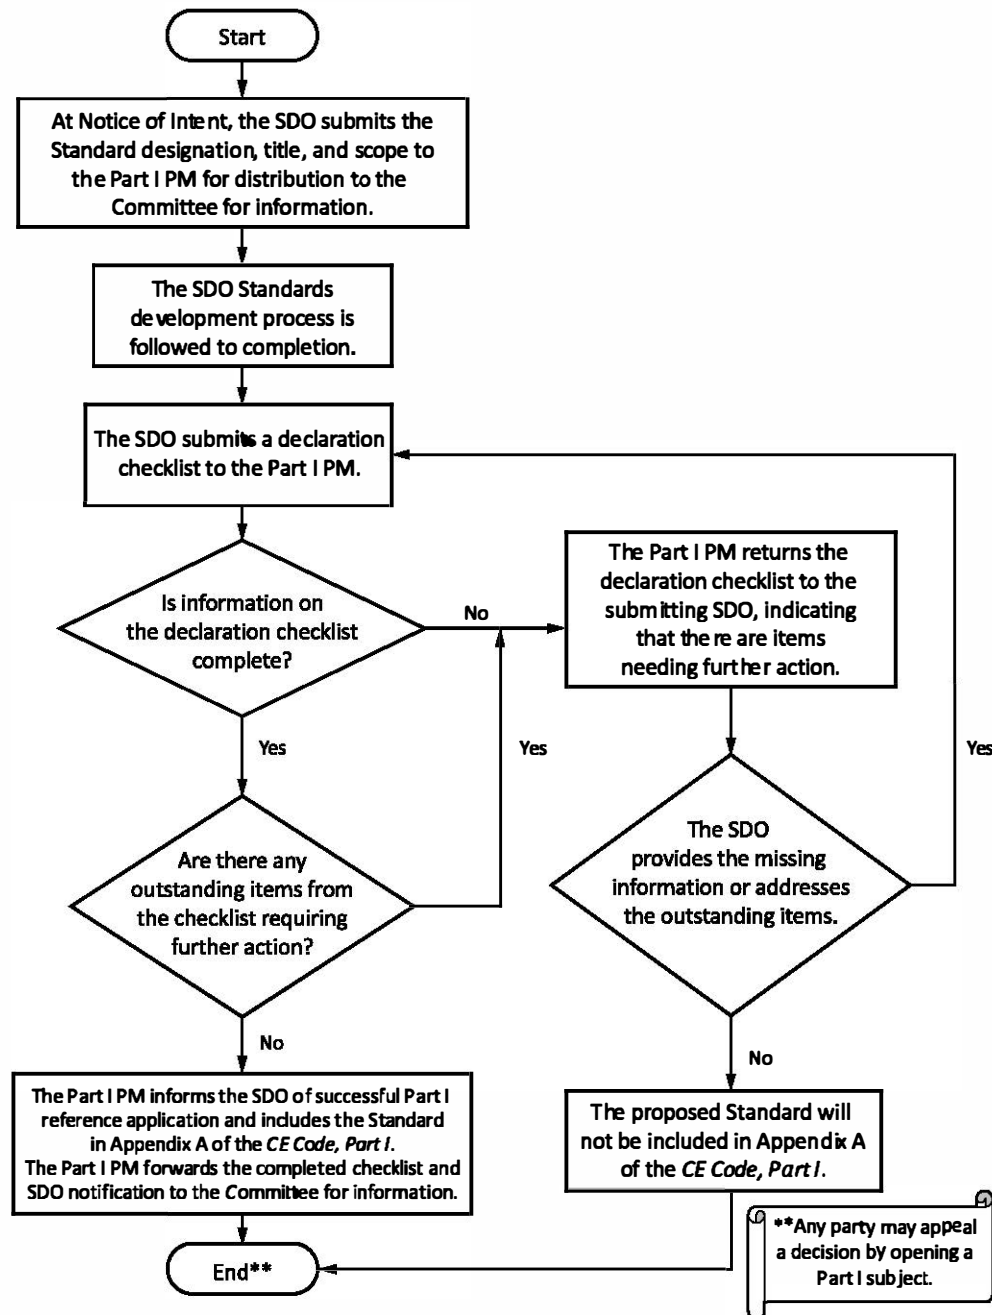 Start
At Notice of Intent, the SDO submits the
Standard designation, title, and scope to
the Part I PM for distribution to the
Committee for information.
The SDO Standards
development process is
followed to completion.
The SDO submits a declaration
checklist to the Part I PM.
Is information on
the declaration checklist
complete?
No
The Part I PM returns the
declaration checklist to the
submitting SDO, indicating
that there are items
needing further action.
Yes
Yes
Yes
Are there any
outstanding items from
the checklist requiring
further action?
The SDO
provides the missing
information or addresses
the outstanding items.
No
No
The Part I PM informs the SDO of successful Part I
reference application and includes the Standard
in Appendix A of the CE Code, Part I.
The Part I PM forwards the completed checklist and
SDO notification to the Committee for information.
The proposed Standard will
not be included in Appendix A
of the CE Code, Part I.
End**
**Any party may appeal
a decision by opening a
Part I subject.